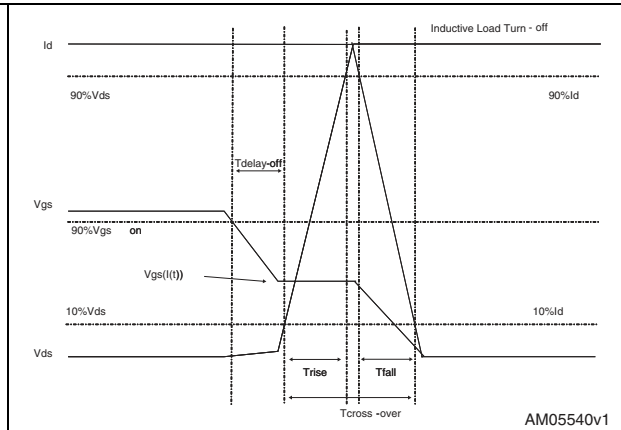 Inductive Load Turn - off
Id
90%Vds
90%Id
Tdelay-off
Vgs
90%Vgs on
Vgs(I(t))
10%Vds
10%Id
Vds
Trise
Tfall
Tcross -over
AM05540v1